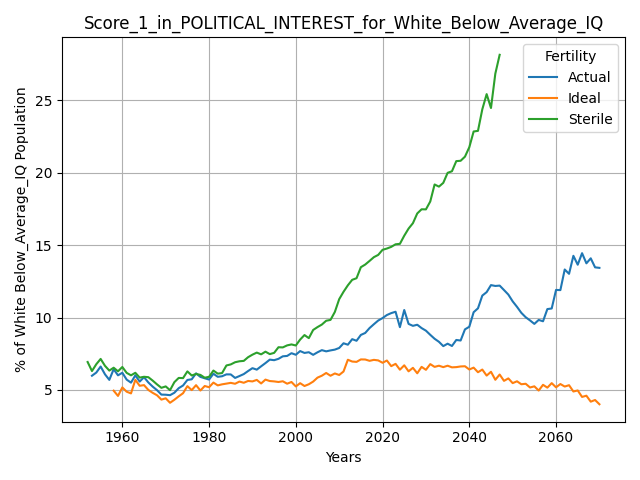 Score_1_in_POLITICAL_INTEREST_for_White_Below_Average_IQ
% of White Below_Average_IQ Population
25
20
15
10
5
Fertility
Actual
Ideal
Sterile
1960 1980 2000 2020 2040 2060
Years